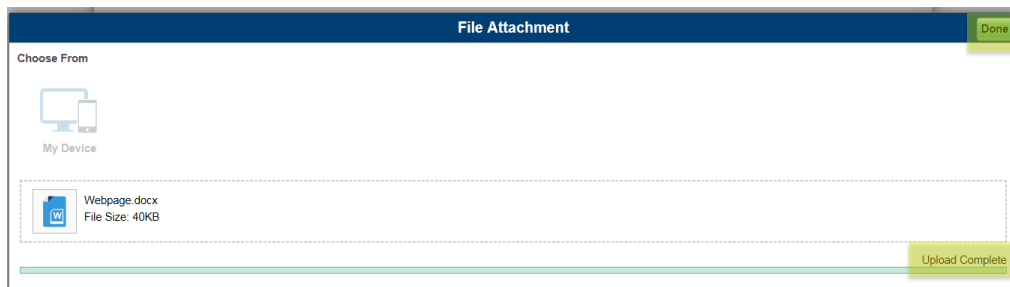 File Attachment
Done
Choose From
My Device
W
Webpage.docx
File Size: 40KB
Upload Complete